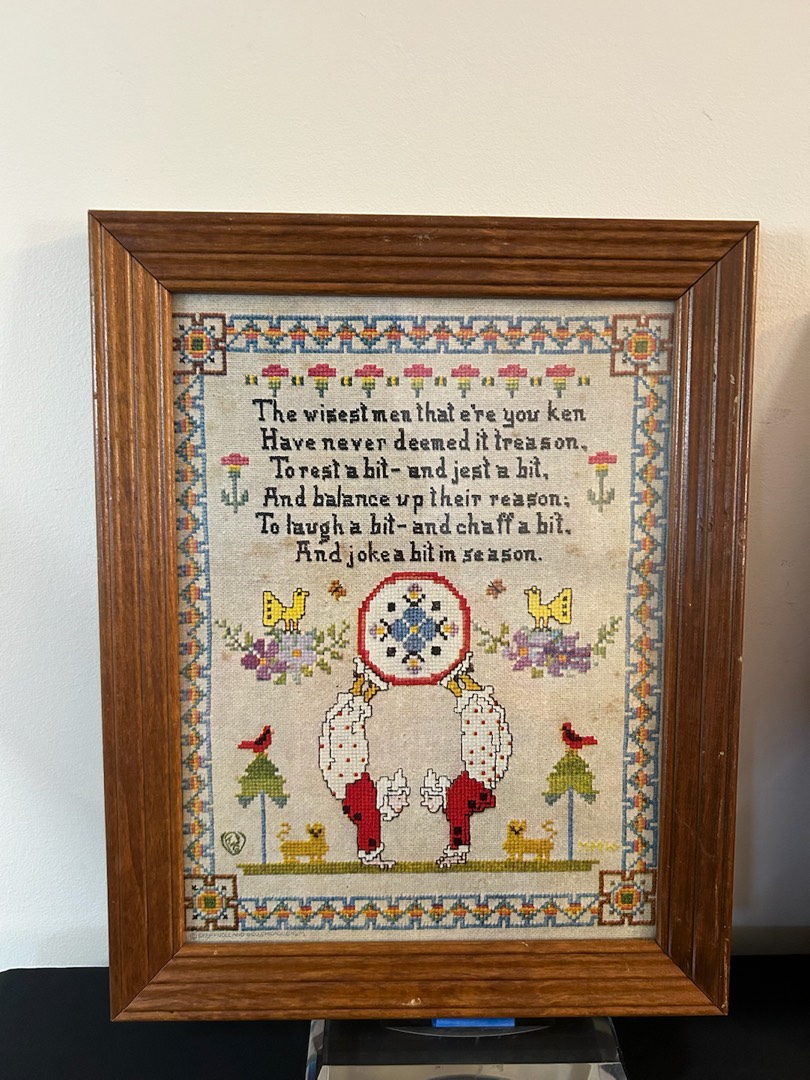 The wisest men that e're you ken
Have never deemed it treason,
To rest a bit- and jest a bit,
And balance up their reason;
To laugh a bit- and chaff a bit,
And joke a bit in season.